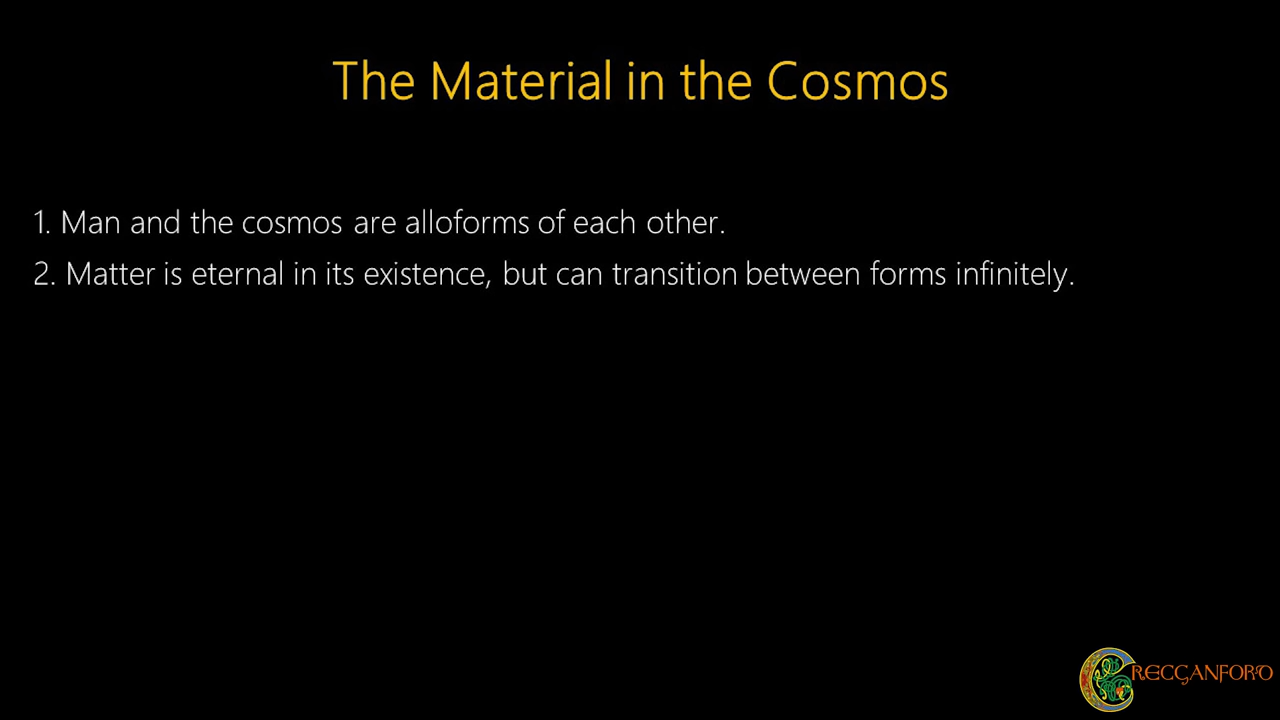 The Material in the Cosmos
1. Man and the cosmos are alloforms of each other.
2. Matter is eternal in its existence, but can transition between forms infinitely.
CRECGANFORD